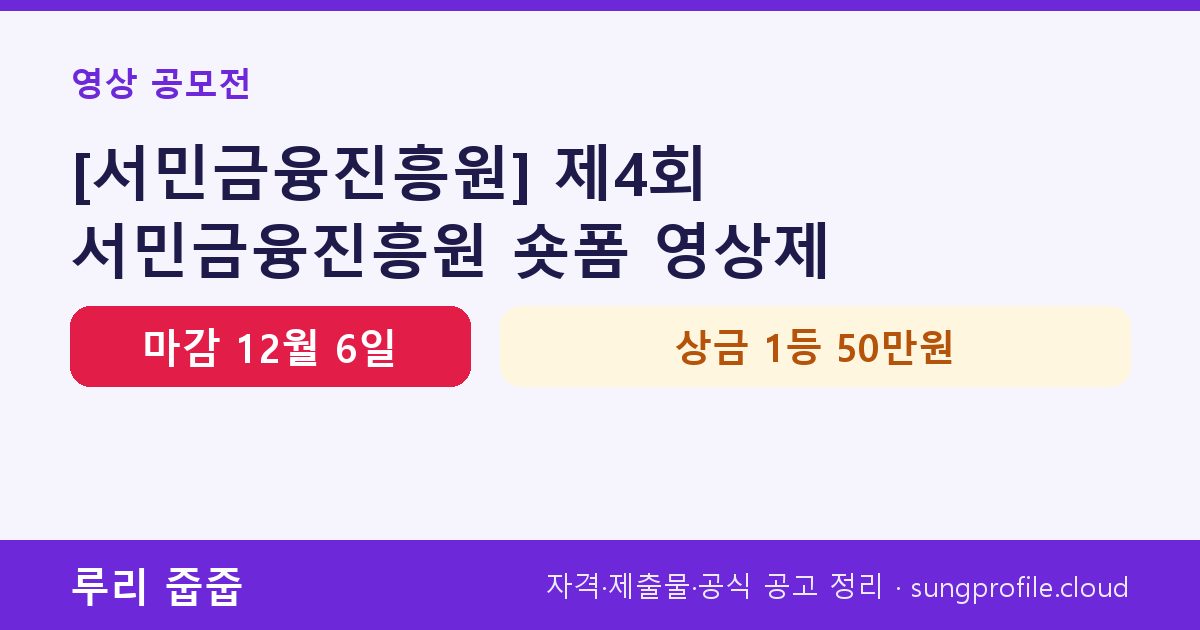 영상 공모전
[서민금융진흥원] 제4회
서민금융진흥원 숏폼 영상제
마감 12월 6일
상금 1등 50만원
루리 줍줍
자격·제출물·공식 공고 정리 · sungprofile.cloud